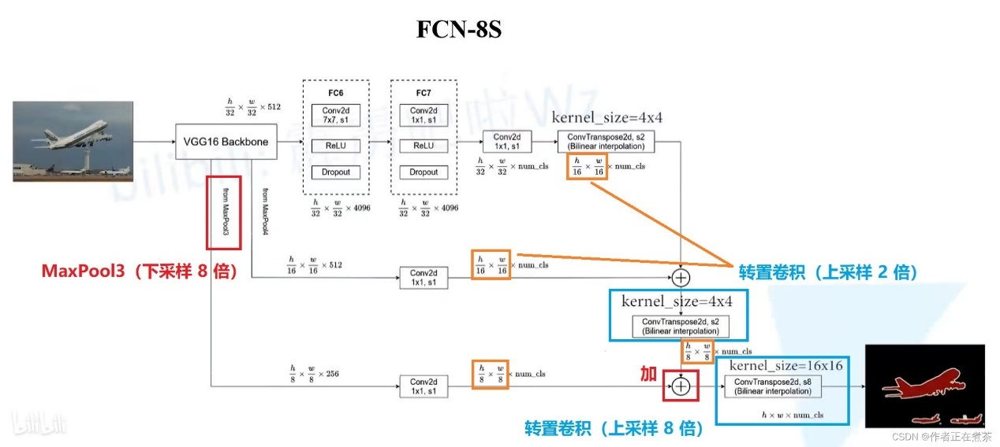 FCN-8S
h/32 × w/32 × 512
VGG16 Backbone
FC6
Conv2d
7x7, s1
ReLU
Dropout
h/32 × w/32 × 4096
FC7
Conv2d
1x1, s1
ReLU
Dropout
h/32 × w/32 × 4096
Conv2d
1x1, s1
h/32 × w/32 × num_cls
kernel_size=4x4
ConvTranspose2d, s2
(Bilinear interpolation)
h/16 × w/16 × num_cls
from MaxPool3
from MaxPool4
MaxPool3（下采样 8 倍）
h/16 × w/16 × 512
Conv2d
1x1, s1
h/16 × w/16 × num_cls
转置卷积（上采样 2 倍）
kernel_size=4x4
ConvTranspose2d, s2
(Bilinear interpolation)
h/8 × w/8 × num_cls
h/8 × w/8 × 256
Conv2d
1x1, s1
h/8 × w/8 × num_cls
加
kernel_size=16x16
ConvTranspose2d, s8
(Bilinear interpolation)
h × w × num_cls
转置卷积（上采样 8 倍）
bilibili
CSDN @作者正在煮茶